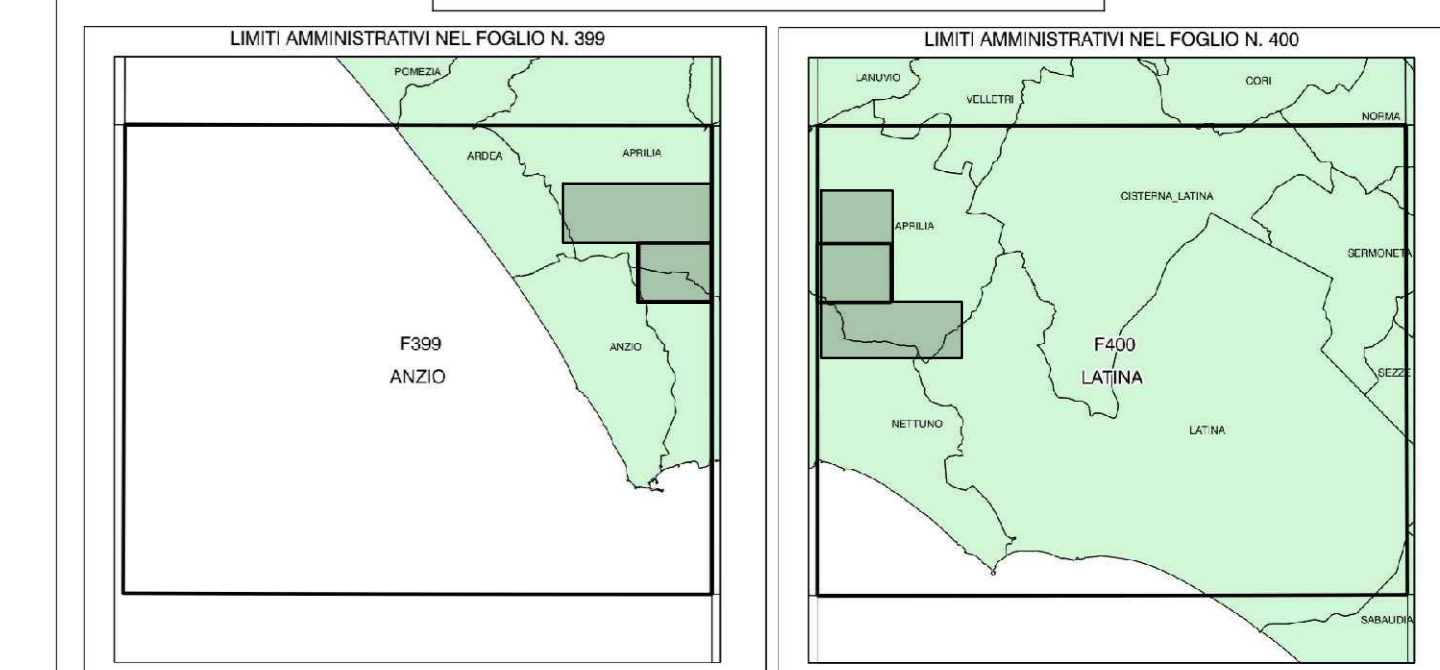 LIMITI AMMINISTRATIVI NEL FOGLIO N. 399
POMEZIA
ARDEA
APRILIA
F399
ANZIO
ANZIO
LIMITI AMMINISTRATIVI NEL FOGLIO N. 400
LANUVIO
VELLETRI
CORI
NORMA
CISTERNA_LATINA
APRILIA
SERMONETA
F400
LATINA
SEZZE
NETTUNO
LATINA
SABAUDIA